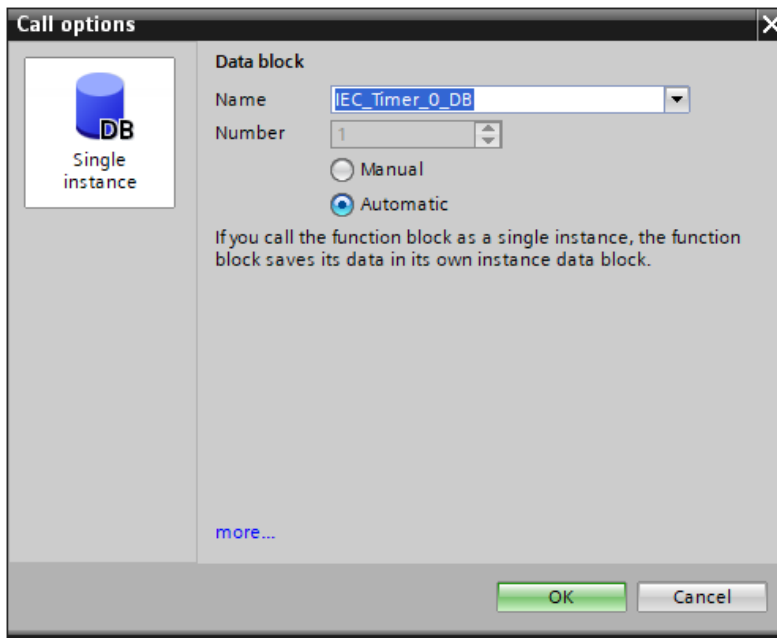 Call options
Data block
Name
IEC_Timer_0_DB
Number
1
DB
Single
instance
Manual
Automatic
If you call the function block as a single instance, the function
block saves its data in its own instance data block.
more...
OK
Cancel